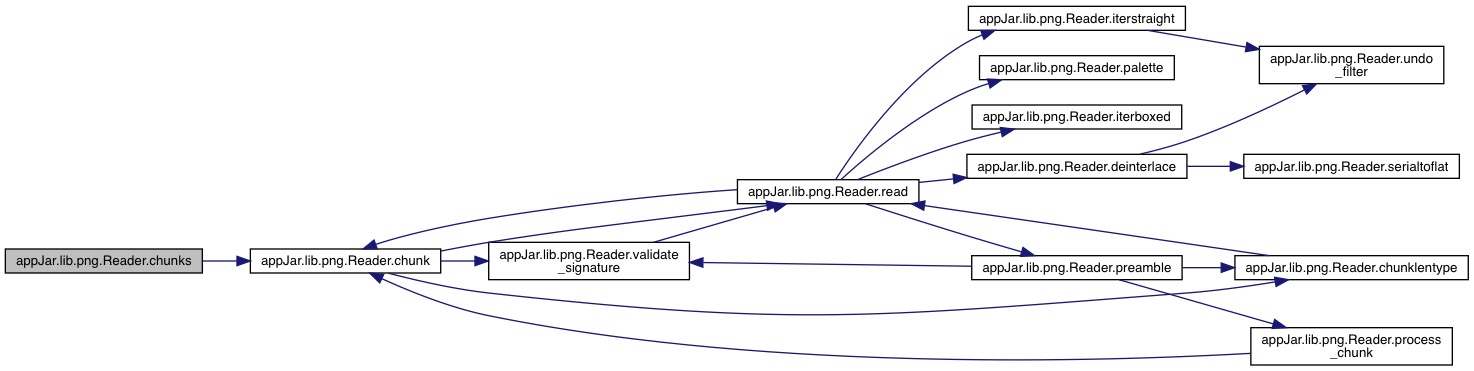 appJar.lib.png.Reader.chunks
appJar.lib.png.Reader.chunk
appJar.lib.png.Reader.validate
_signature
appJar.lib.png.Reader.read
appJar.lib.png.Reader.iterstraight
appJar.lib.png.Reader.palette
appJar.lib.png.Reader.iterboxed
appJar.lib.png.Reader.deinterlace
appJar.lib.png.Reader.preamble
appJar.lib.png.Reader.undo
_filter
appJar.lib.png.Reader.serialtoflat
appJar.lib.png.Reader.chunklentype
appJar.lib.png.Reader.process
_chunk